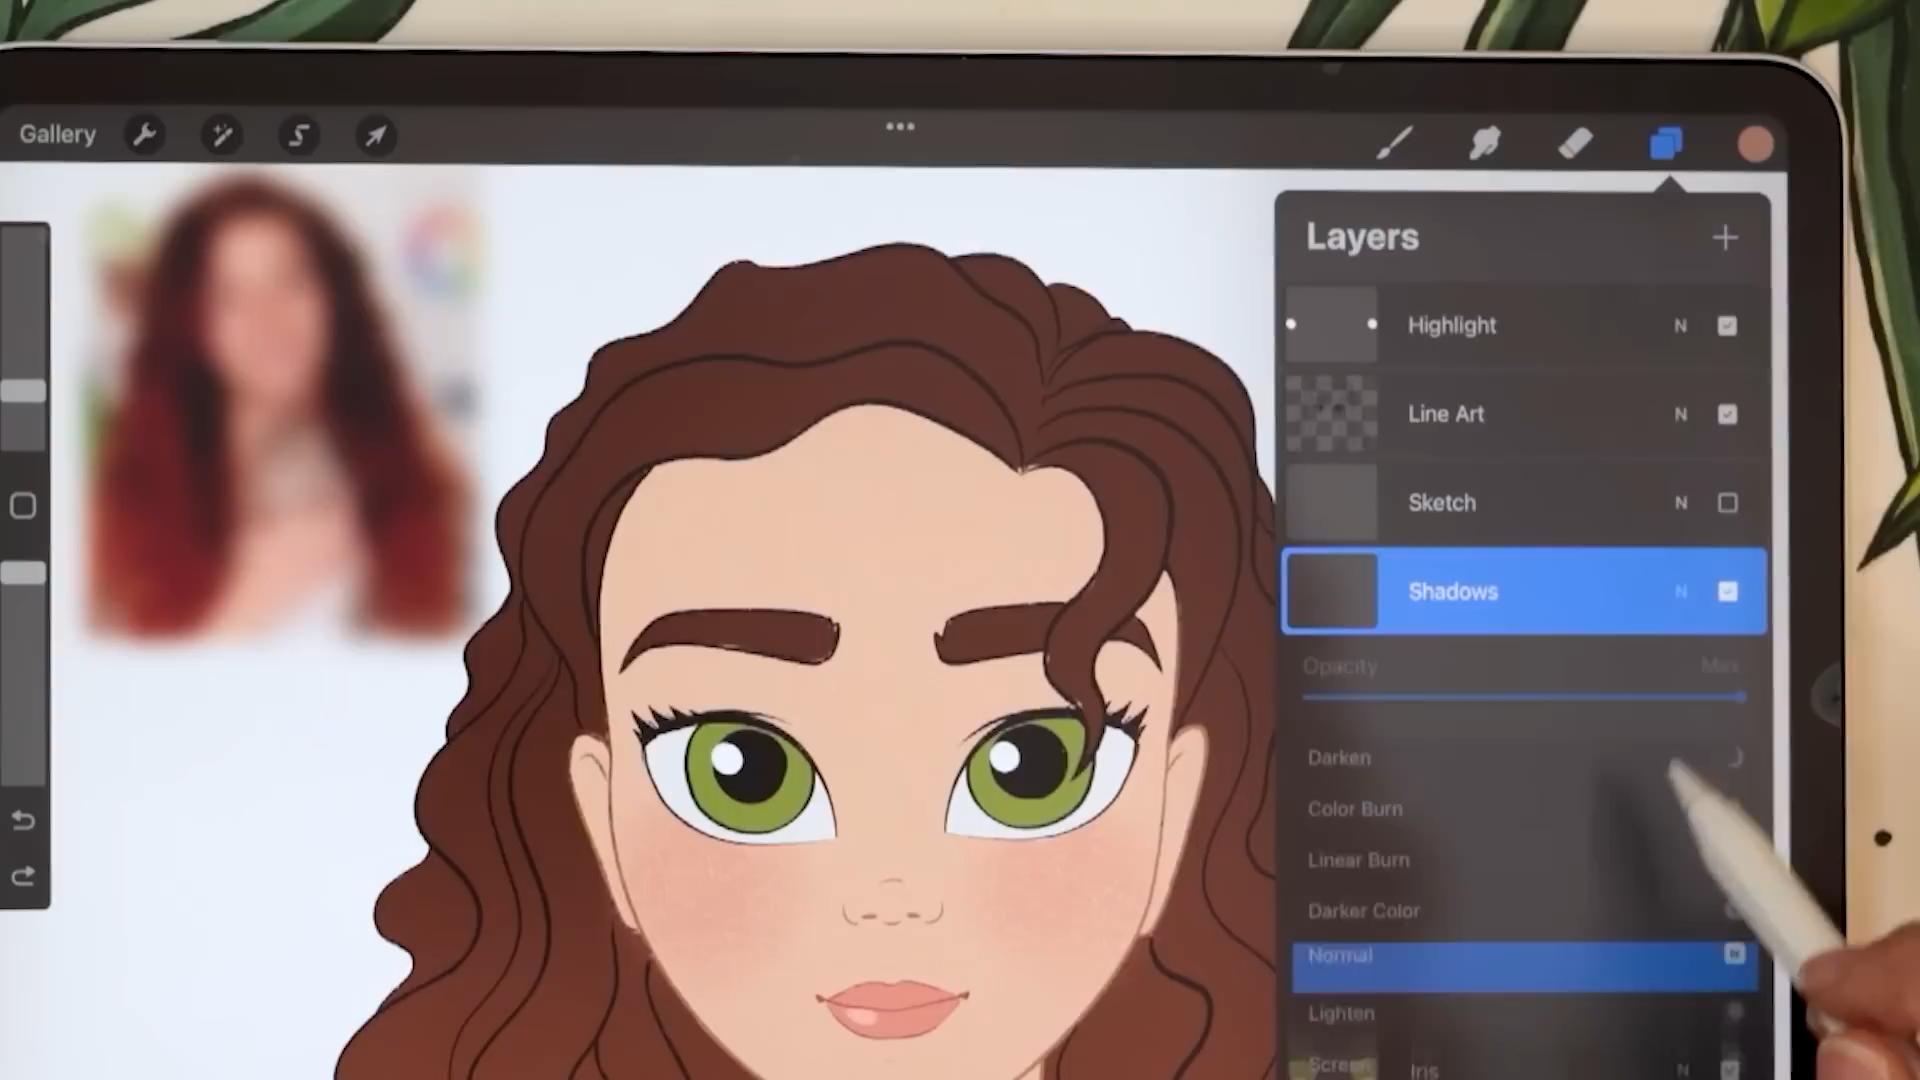 Gallery
Layers
Highlight N
Line Art N
Sketch N
Shadows N
Opacity Max
Darken
Color Burn
Linear Burn
Darker Color
Normal N
Lighten
Screen
Iris N